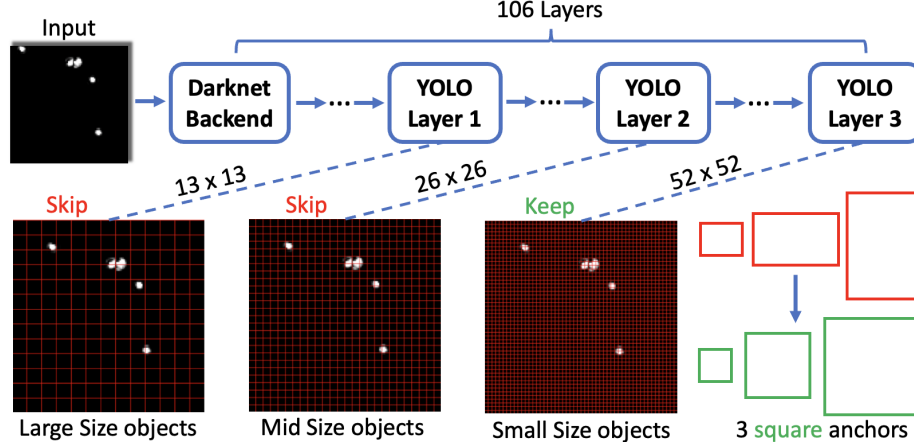 106 Layers
Input
Darknet
Backend
...
YOLO
Layer 1
...
YOLO
Layer 2
...
YOLO
Layer 3
13 x 13
26 x 26
52 x 52
Skip
Skip
Keep
Large Size objects
Mid Size objects
Small Size objects
3 square anchors